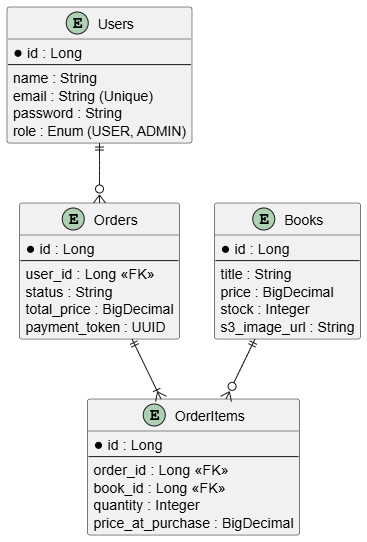 E Users
id : Long
name : String
email : String (Unique)
password : String
role : Enum (USER, ADMIN)
E Orders
id : Long
user_id : Long «FK»
status : String
total_price : BigDecimal
payment_token : UUID
E Books
id : Long
title : String
price : BigDecimal
stock : Integer
s3_image_url : String
E OrderItems
id : Long
order_id : Long «FK»
book_id : Long «FK»
quantity : Integer
price_at_purchase : BigDecimal